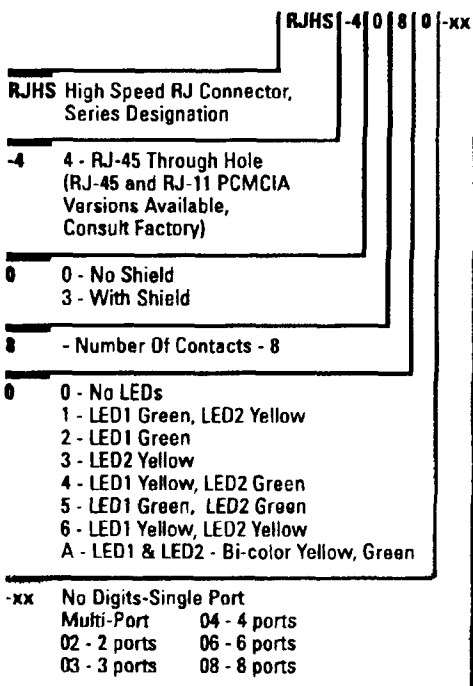 RJHS -4 0 8 0 -xx
RJHS High Speed RJ Connector,
Series Designation
-4 4 - RJ-45 Through Hole
(RJ-45 and RJ-11 PCMCIA
Versions Available,
Consult Factory)
0 0 - No Shield
3 - With Shield
8 - Number Of Contacts - 8
0 0 - No LEDs
1 - LED1 Green, LED2 Yellow
2 - LED1 Green
3 - LED2 Yellow
4 - LED1 Yellow, LED2 Green
5 - LED1 Green, LED2 Green
6 - LED1 Yellow, LED2 Yellow
A - LED1 & LED2 - Bi-color Yellow, Green
-xx No Digits-Single Port
Multi-Port 04 - 4 ports
02 - 2 ports 06 - 6 ports
03 - 3 ports 08 - 8 ports